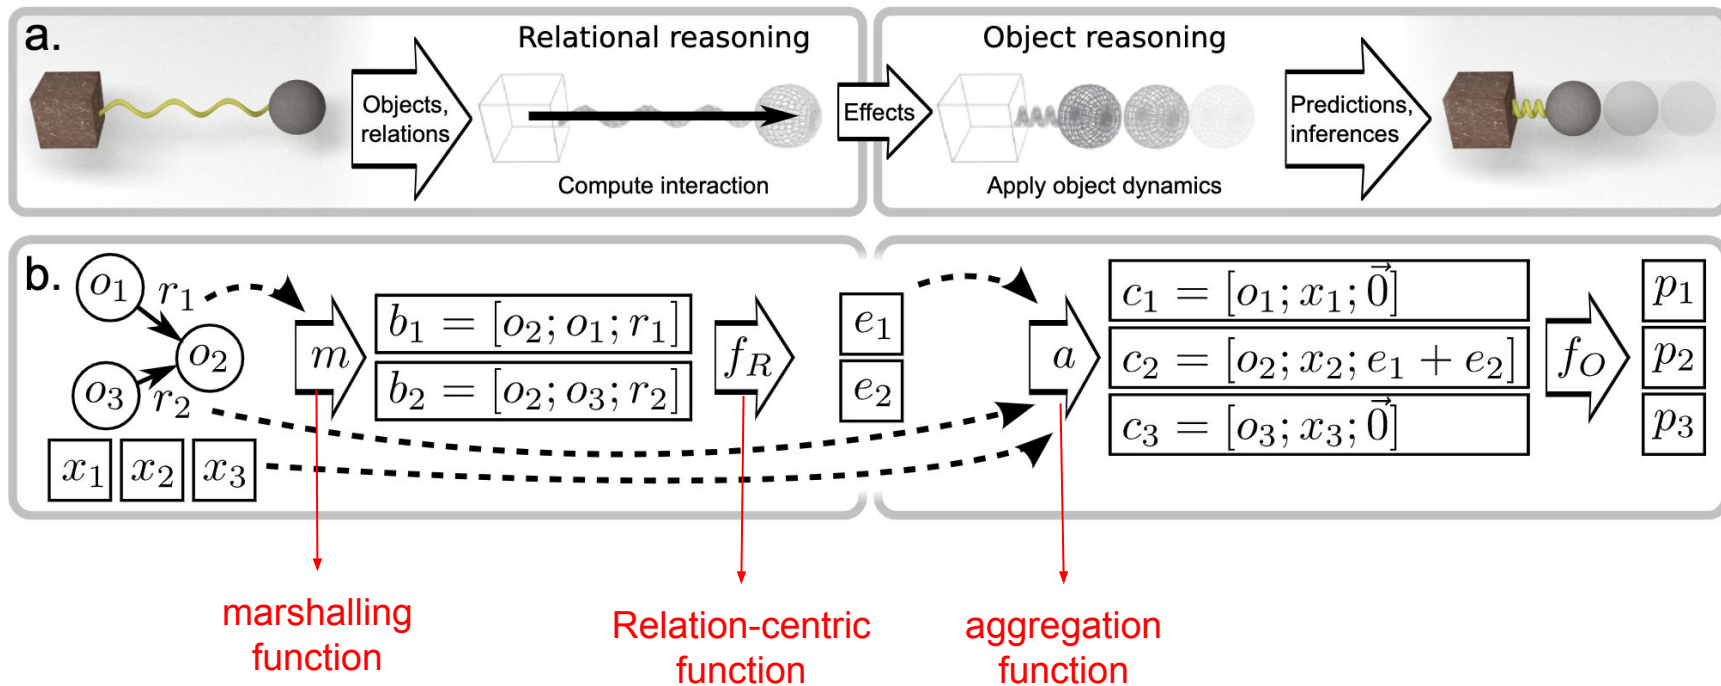 a.
Relational reasoning
Object reasoning
Objects,
relations
Effects
Predictions,
inferences
Compute interaction
Apply object dynamics
b.
o₁
r₁
o₂
o₃
r₂
x₁ x₂ x₃
m
b₁ = [o₂; o₁; r₁]
b₂ = [o₂; o₃; r₂]
f_R
e₁
e₂
a
c₁ = [o₁; x₁; 0⃗]
c₂ = [o₂; x₂; e₁ + e₂]
c₃ = [o₃; x₃; 0⃗]
f_O
p₁
p₂
p₃
marshalling
function
Relation-centric
function
aggregation
function